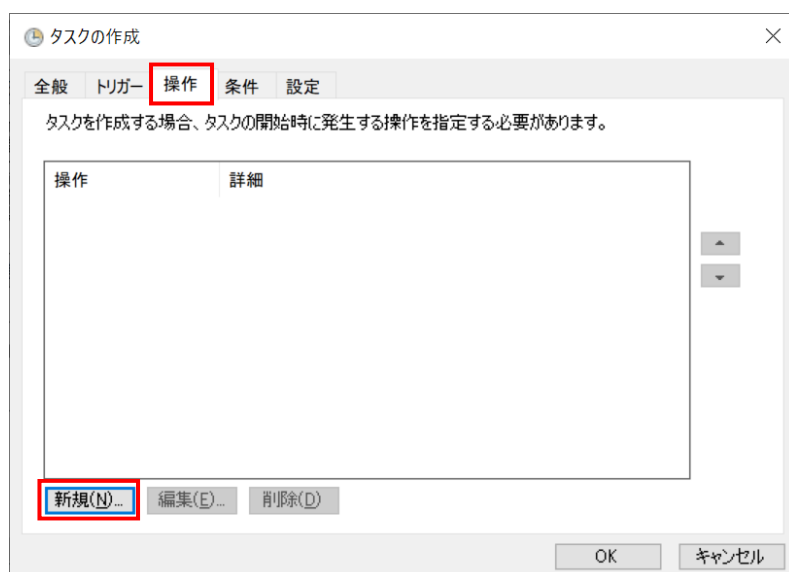 タスクの作成
全般 トリガー 操作 条件 設定
タスクを作成する場合、タスクの開始時に発生する操作を指定する必要があります。
操作 詳細
新規(N)... 編集(E)... 削除(D)
OK キャンセル